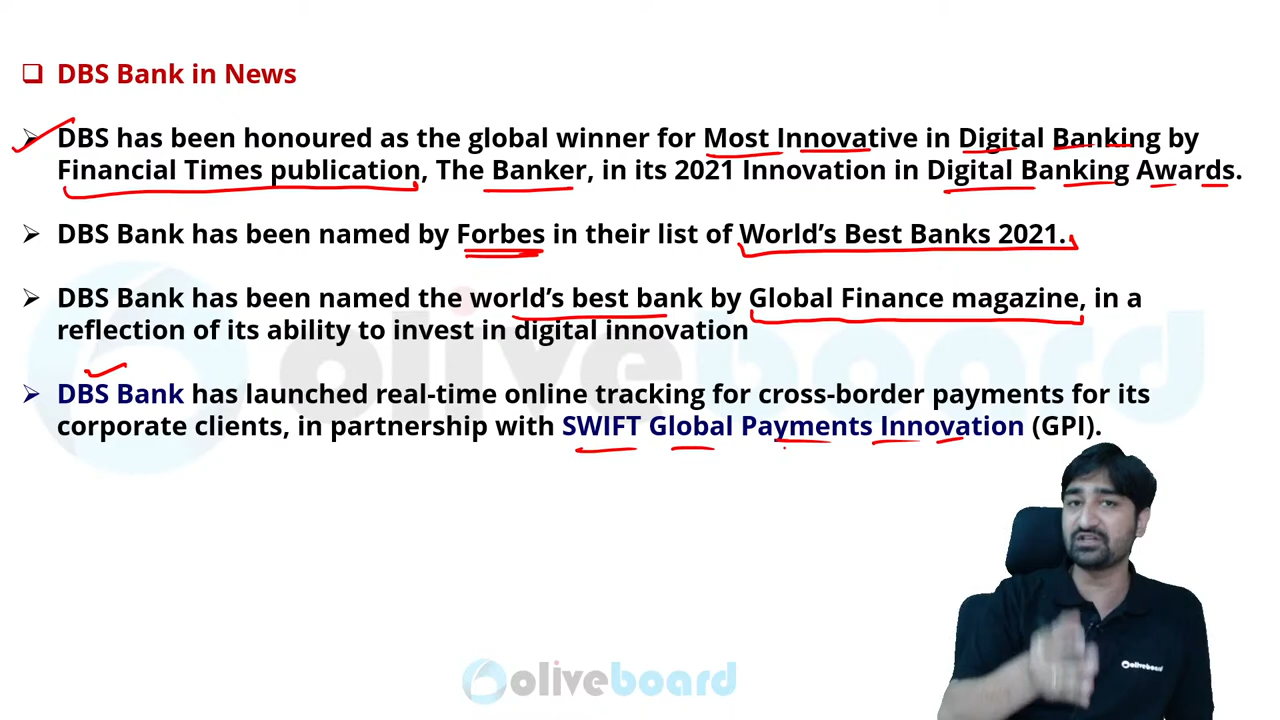 DBS Bank in News
DBS has been honoured as the global winner for Most Innovative in Digital Banking by
Financial Times publication, The Banker, in its 2021 Innovation in Digital Banking Awards.
DBS Bank has been named by Forbes in their list of World’s Best Banks 2021.
DBS Bank has been named the world’s best bank by Global Finance magazine, in a
reflection of its ability to invest in digital innovation
DBS Bank has launched real-time online tracking for cross-border payments for its
corporate clients, in partnership with SWIFT Global Payments Innovation (GPI).
oliveboard
oliveboard
oliveboard